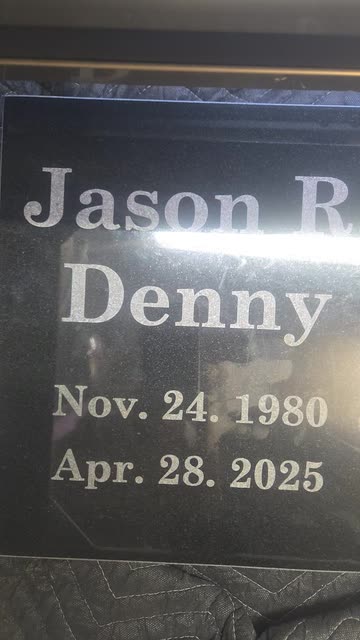 Jason R
Denny
Nov. 24. 1980
Apr. 28. 2025